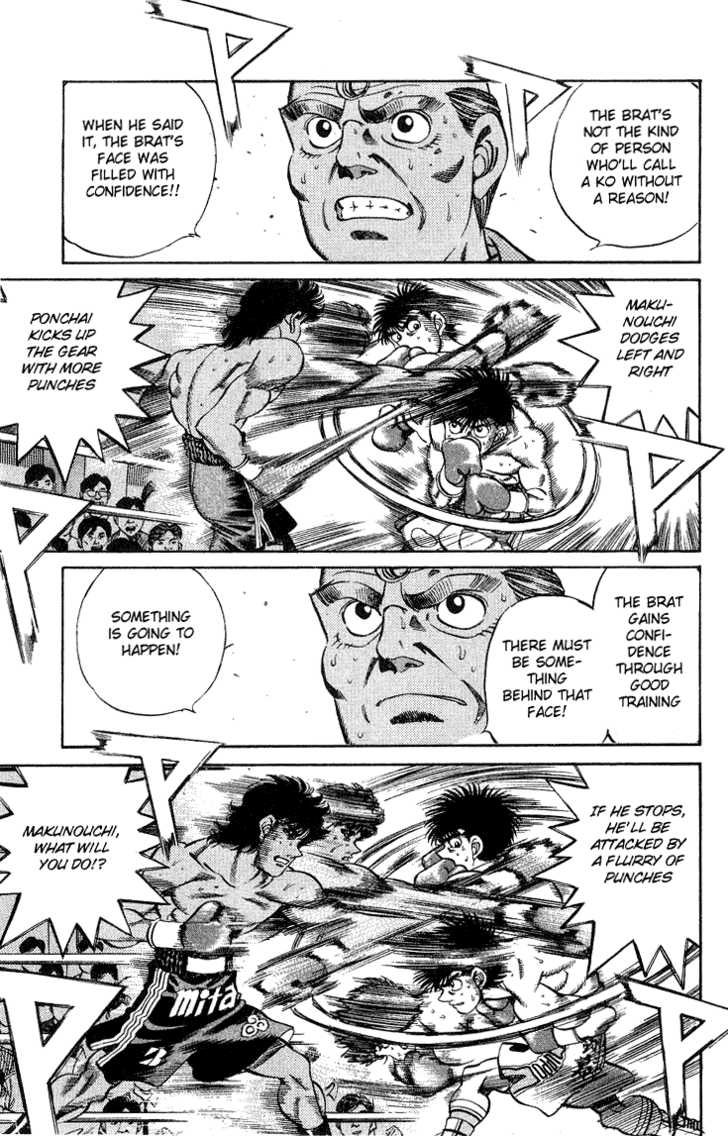 THE BRAT'S
NOT THE KIND
OF PERSON
WHO'LL CALL
A KO WITHOUT
A REASON!
WHEN HE SAID
IT, THE BRAT'S
FACE WAS
FILLED WITH
CONFIDENCE!!
MAKU-
NOUCHI
DODGES
LEFT AND
RIGHT
PONCHAI
KICKS UP
THE GEAR
WITH MORE
PUNCHES
THE BRAT
GAINS
CONFI-
DENCE
THROUGH
GOOD
TRAINING
THERE MUST
BE SOME-
THING
BEHIND THAT
FACE!
SOMETHING
IS GOING TO
HAPPEN!
IF HE STOPS,
HE'LL BE
ATTACKED BY
A FLURRY OF
PUNCHES
MAKUNOUCHI,
WHAT WILL
YOU DO!?
mita